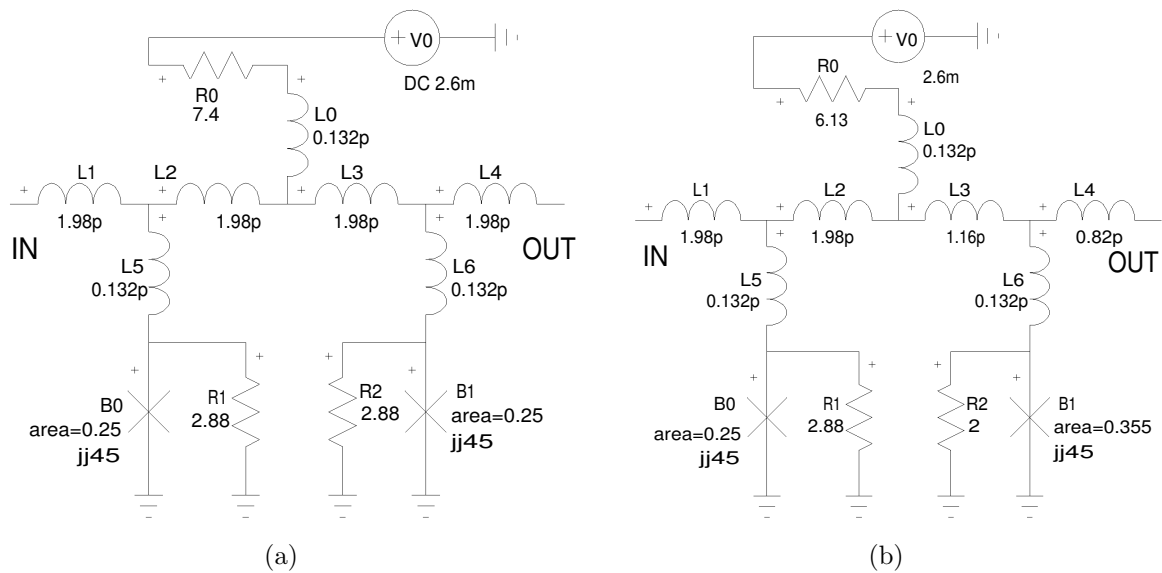 + V0
DC 2.6m
+ +
R0
7.4
L0
0.132p
+ L1 + L2 + L3 + L4
1.98p 1.98p 1.98p 1.98p
IN OUT
+ +
L5
0.132p
L6
0.132p
+ + + +
B0
area=0.25
jj45
R1
2.88
R2
2.88
B1
area=0.25
jj45
(a)
+ V0
2.6m
R0
+ +
6.13
L0
0.132p
+ L1 + L2 + L3 + L4
1.98p 1.98p 1.16p 0.82p
IN OUT
+ +
L5
0.132p
L6
0.132p
+ + + +
B0
area=0.25
jj45
R1
2.88
R2
2
B1
area=0.355
jj45
(b)